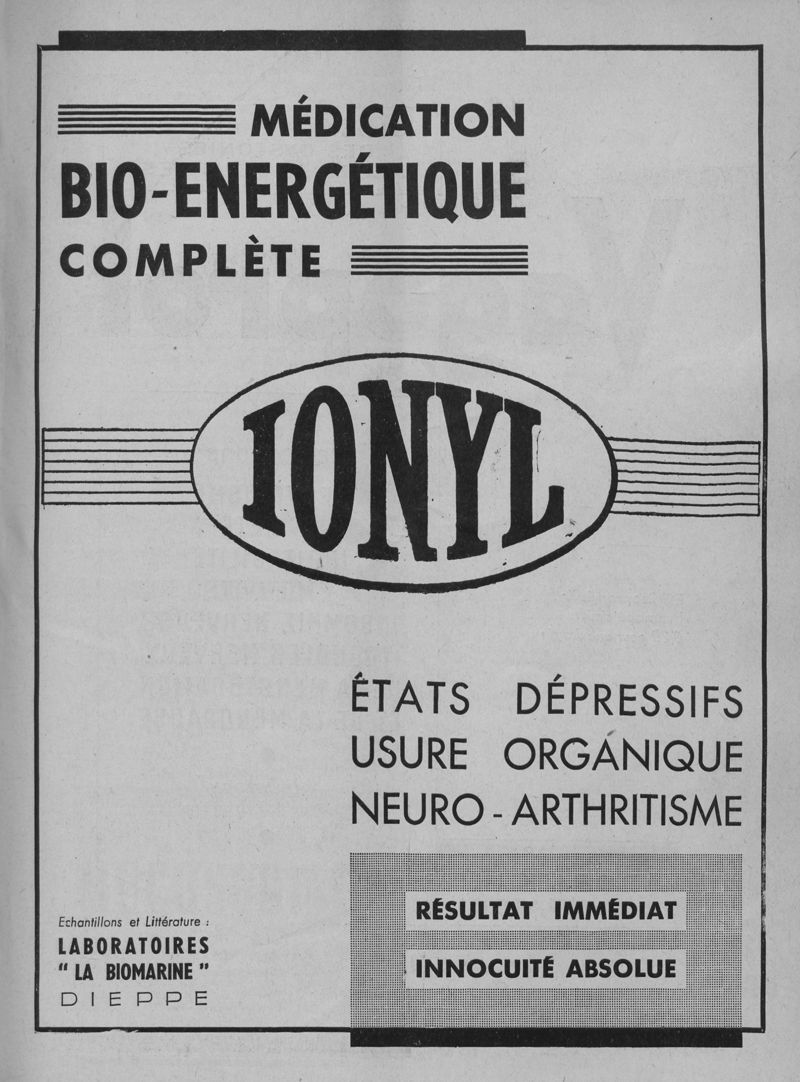 MÉDICATION
BIO-ENERGÉTIQUE
COMPLÈTE
IONYL
ÉTATS DÉPRESSIFS
USURE ORGANIQUE
NEURO-ARTHRITISME
RÉSULTAT IMMÉDIAT
INNOCUITÉ ABSOLUE
Echantillons et Littérature :
LABORATOIRES
" LA BIOMARINE "
DIEPPE